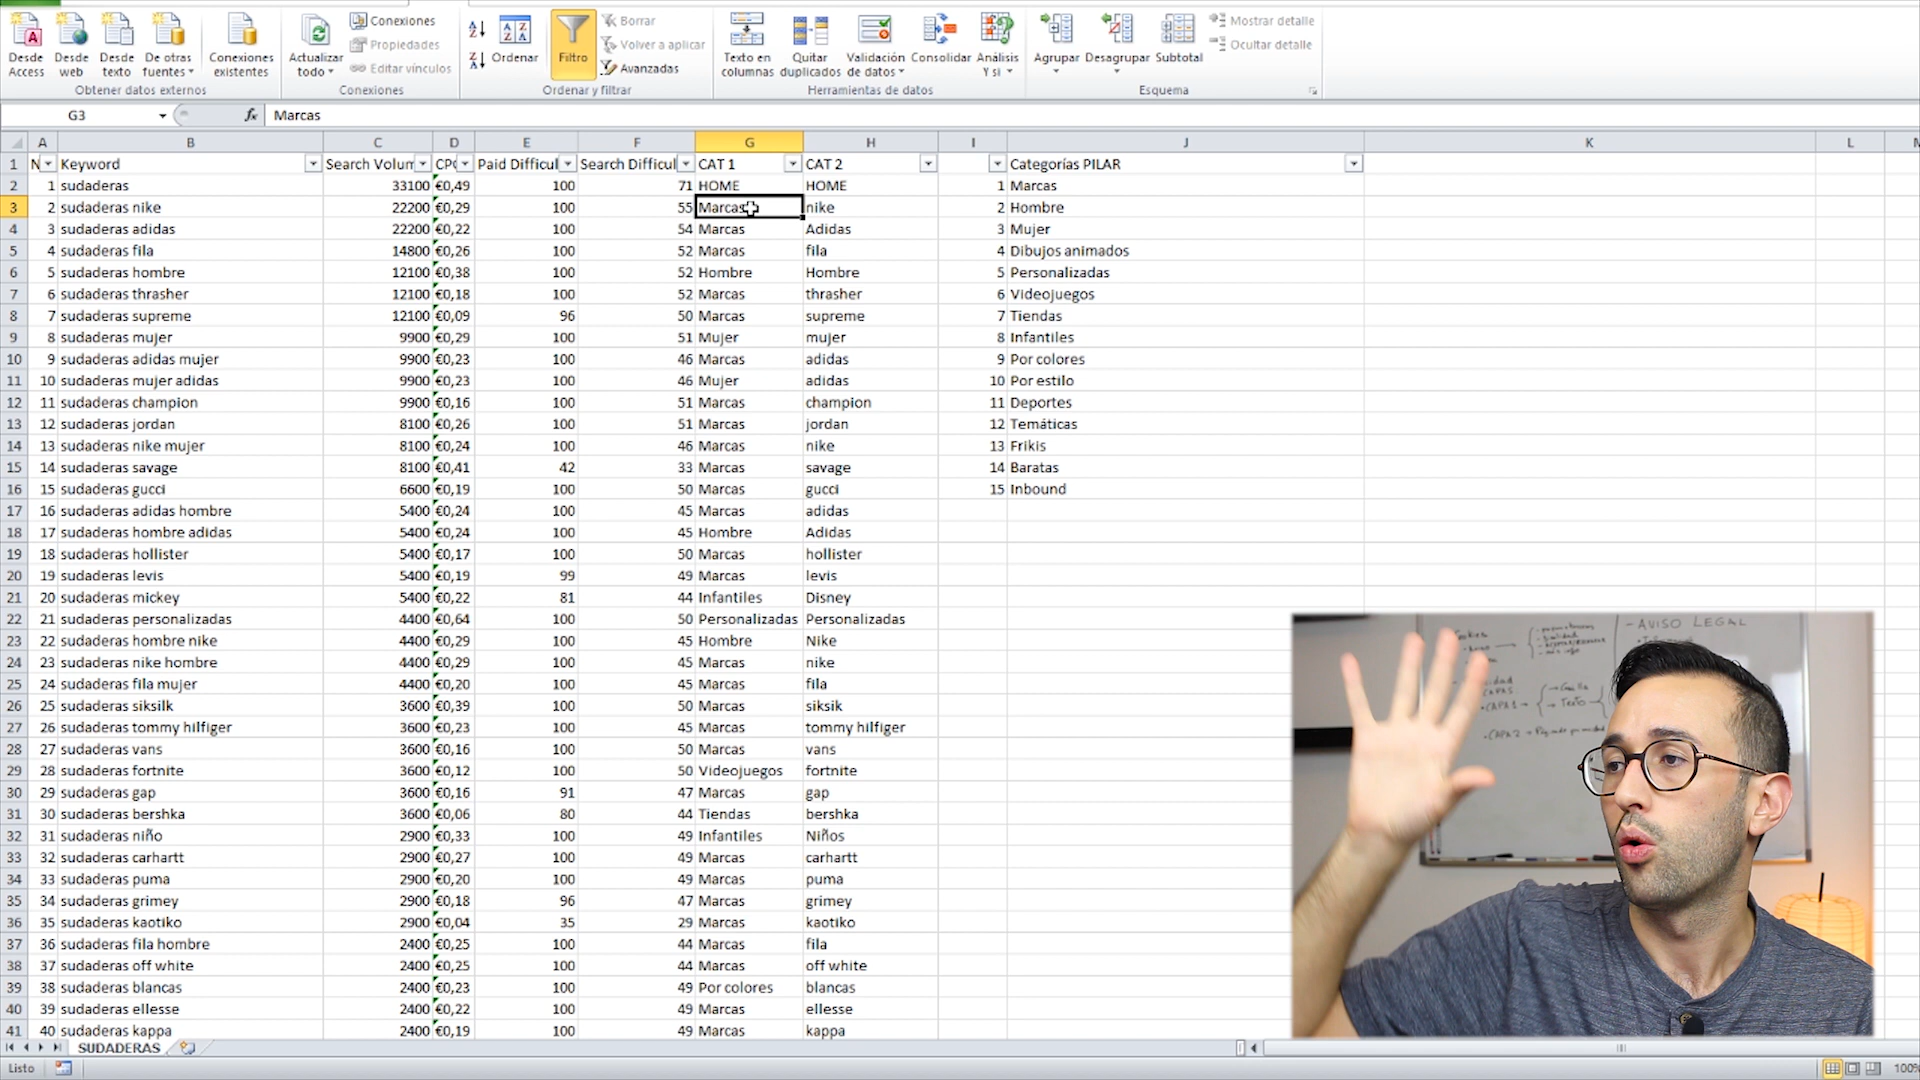 Desde Access
Desde web
Desde texto
De otras fuentes
Conexiones existentes
Obtener datos externos
Actualizar todo
Conexiones
Propiedades
Editar vínculos
Conexiones
Ordenar
Filtro
Borrar
Volver a aplicar
Avanzadas
Ordenar y filtrar
Texto en columnas
Quitar duplicados
Validación de datos
Consolidar
Análisis Y si
Herramientas de datos
Agrupar
Desagrupar
Subtotal
Mostrar detalle
Ocultar detalle
Esquema
G3 fx Marcas
A B C D E F G H I J K L
1 N Keyword Search Volum CP Paid Difficul Search Difficul CAT 1 CAT 2 Categorías PILAR
2 1 sudaderas 33100 €0,49 100 71 HOME HOME 1 Marcas
3 2 sudaderas nike 22200 €0,29 100 55 Marcas nike 2 Hombre
4 3 sudaderas adidas 22200 €0,22 100 54 Marcas Adidas 3 Mujer
5 4 sudaderas fila 14800 €0,26 100 52 Marcas fila 4 Dibujos animados
6 5 sudaderas hombre 12100 €0,38 100 52 Hombre Hombre 5 Personalizadas
7 6 sudaderas thrasher 12100 €0,18 100 52 Marcas thrasher 6 Videojuegos
8 7 sudaderas supreme 12100 €0,09 96 50 Marcas supreme 7 Tiendas
9 8 sudaderas mujer 9900 €0,29 100 51 Mujer mujer 8 Infantiles
10 9 sudaderas adidas mujer 9900 €0,23 100 46 Marcas adidas 9 Por colores
11 10 sudaderas mujer adidas 9900 €0,23 100 46 Mujer adidas 10 Por estilo
12 11 sudaderas champion 9900 €0,16 100 51 Marcas champion 11 Deportes
13 12 sudaderas jordan 8100 €0,26 100 51 Marcas jordan 12 Temáticas
14 13 sudaderas nike mujer 8100 €0,24 100 46 Marcas nike 13 Frikis
15 14 sudaderas savage 8100 €0,41 42 33 Marcas savage 14 Baratas
16 15 sudaderas gucci 6600 €0,19 100 50 Marcas gucci 15 Inbound
17 16 sudaderas adidas hombre 5400 €0,24 100 45 Marcas adidas
18 17 sudaderas hombre adidas 5400 €0,24 100 45 Hombre Adidas
19 18 sudaderas hollister 5400 €0,17 100 50 Marcas hollister
20 19 sudaderas levis 5400 €0,19 99 49 Marcas levis
21 20 sudaderas mickey 5400 €0,22 81 44 Infantiles Disney
22 21 sudaderas personalizadas 4400 €0,64 100 50 Personalizadas Personalizadas
23 22 sudaderas hombre nike 4400 €0,29 100 45 Hombre Nike
24 23 sudaderas nike hombre 4400 €0,29 100 45 Marcas nike
25 24 sudaderas fila mujer 4400 €0,20 100 45 Marcas fila
26 25 sudaderas siksilk 3600 €0,39 100 50 Marcas siksik
27 26 sudaderas tommy hilfiger 3600 €0,23 100 45 Marcas tommy hilfiger
28 27 sudaderas vans 3600 €0,16 100 50 Marcas vans
29 28 sudaderas fortnite 3600 €0,12 100 50 Videojuegos fortnite
30 29 sudaderas gap 3600 €0,16 91 47 Marcas gap
31 30 sudaderas bershka 3600 €0,06 80 44 Tiendas bershka
32 31 sudaderas niño 2900 €0,33 100 49 Infantiles Niños
33 32 sudaderas carhartt 2900 €0,27 100 49 Marcas carhartt
34 33 sudaderas puma 2900 €0,20 100 49 Marcas puma
35 34 sudaderas grimey 2900 €0,18 96 47 Marcas grimey
36 35 sudaderas kaotiko 2900 €0,04 35 29 Marcas kaotiko
37 36 sudaderas fila hombre 2400 €0,25 100 44 Marcas fila
38 37 sudaderas off white 2400 €0,25 100 44 Marcas off white
39 38 sudaderas blancas 2400 €0,23 100 49 Por colores blancas
40 39 sudaderas ellesse 2400 €0,22 100 49 Marcas ellesse
41 40 sudaderas kappa 2400 €0,19 100 49 Marcas kappa
- AVISO LEGAL
SUDADERAS
Listo
100%